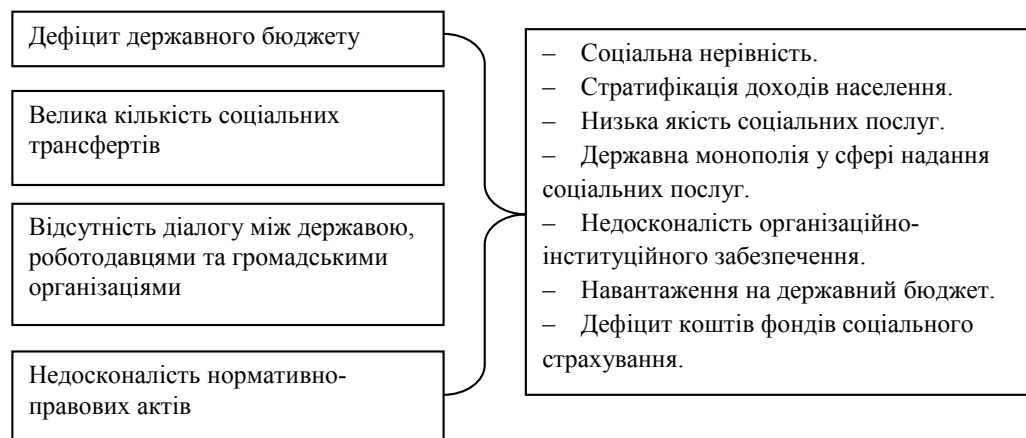 Дефіцит державного бюджету
Велика кількість соціальних
трансфертів
Відсутність діалогу між державою,
роботодавцями та громадськими
організаціями
Недосконалість нормативно-
правових актів
– Соціальна нерівність.
– Стратифікація доходів населення.
– Низька якість соціальних послуг.
– Державна монополія у сфері надання
соціальних послуг.
– Недосконалість організаційно-
інституційного забезпечення.
– Навантаження на державний бюджет.
– Дефіцит коштів фондів соціального
страхування.